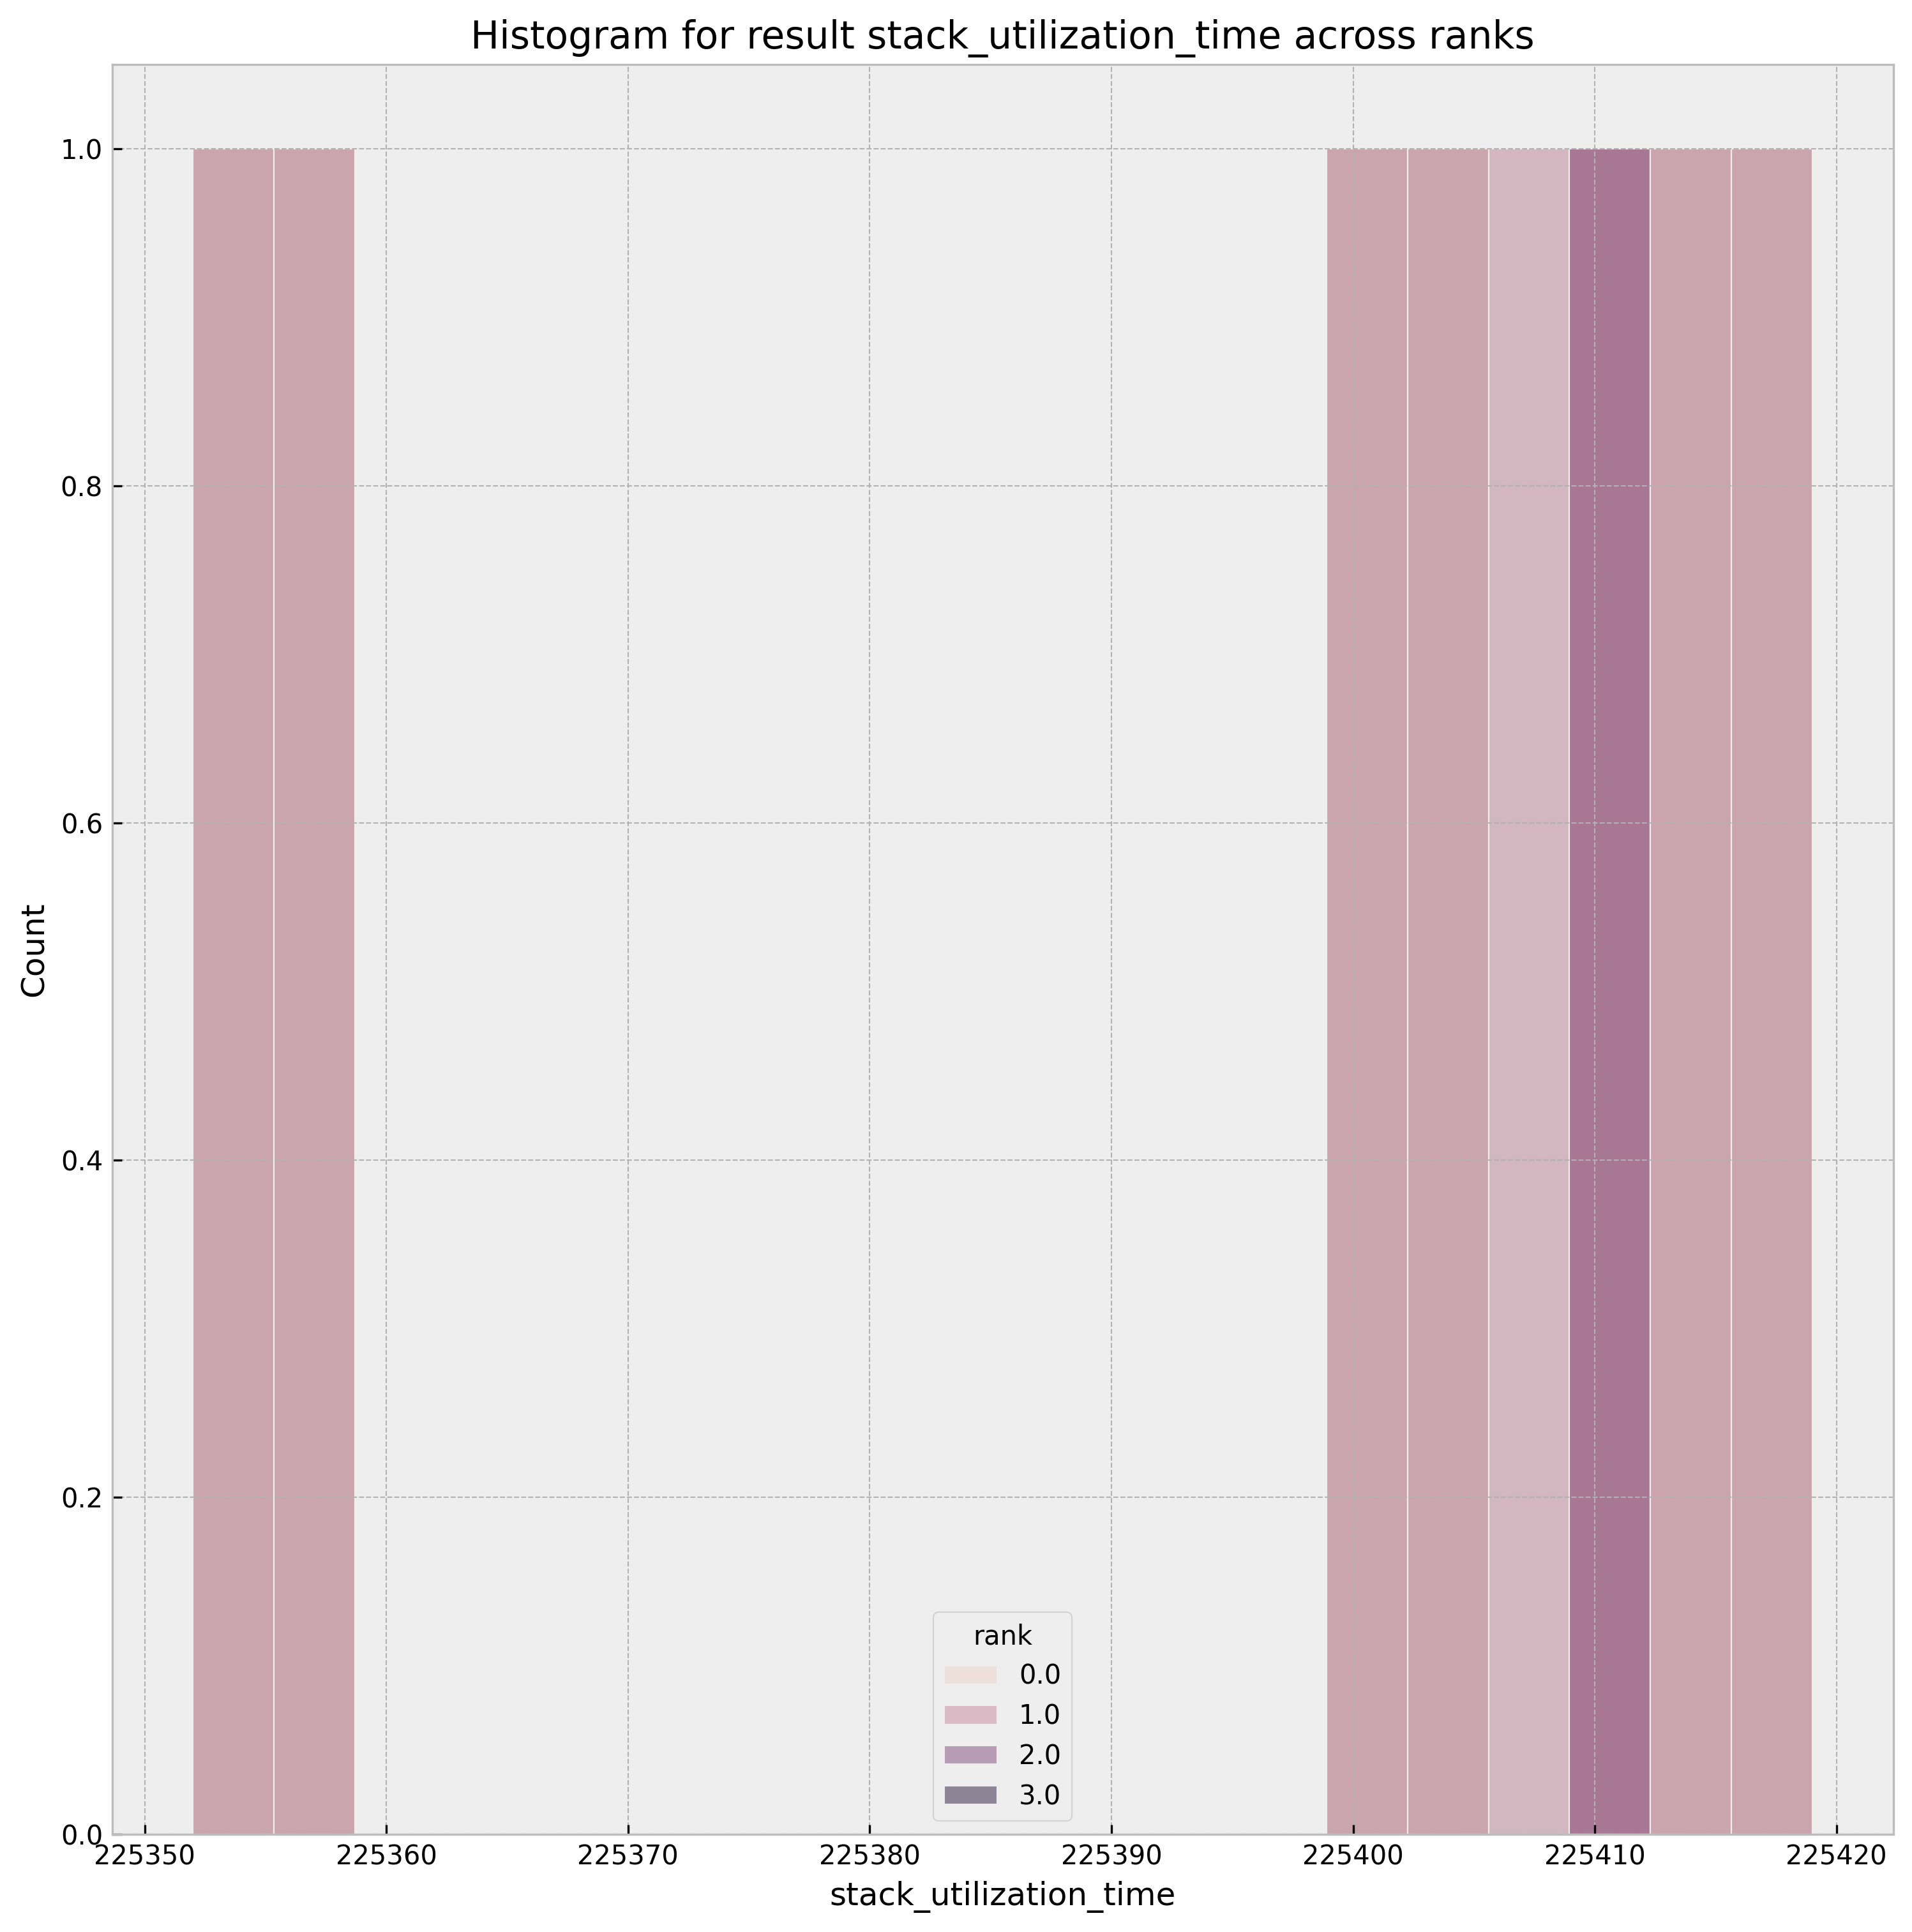 Histogram for result stack_utilization_time across ranks
1.0
0.8
0.6
0.4
0.2
0.0
Count
rank
0.0
1.0
2.0
3.0
225350 225360 225370 225380 225390 225400 225410 225420
stack_utilization_time